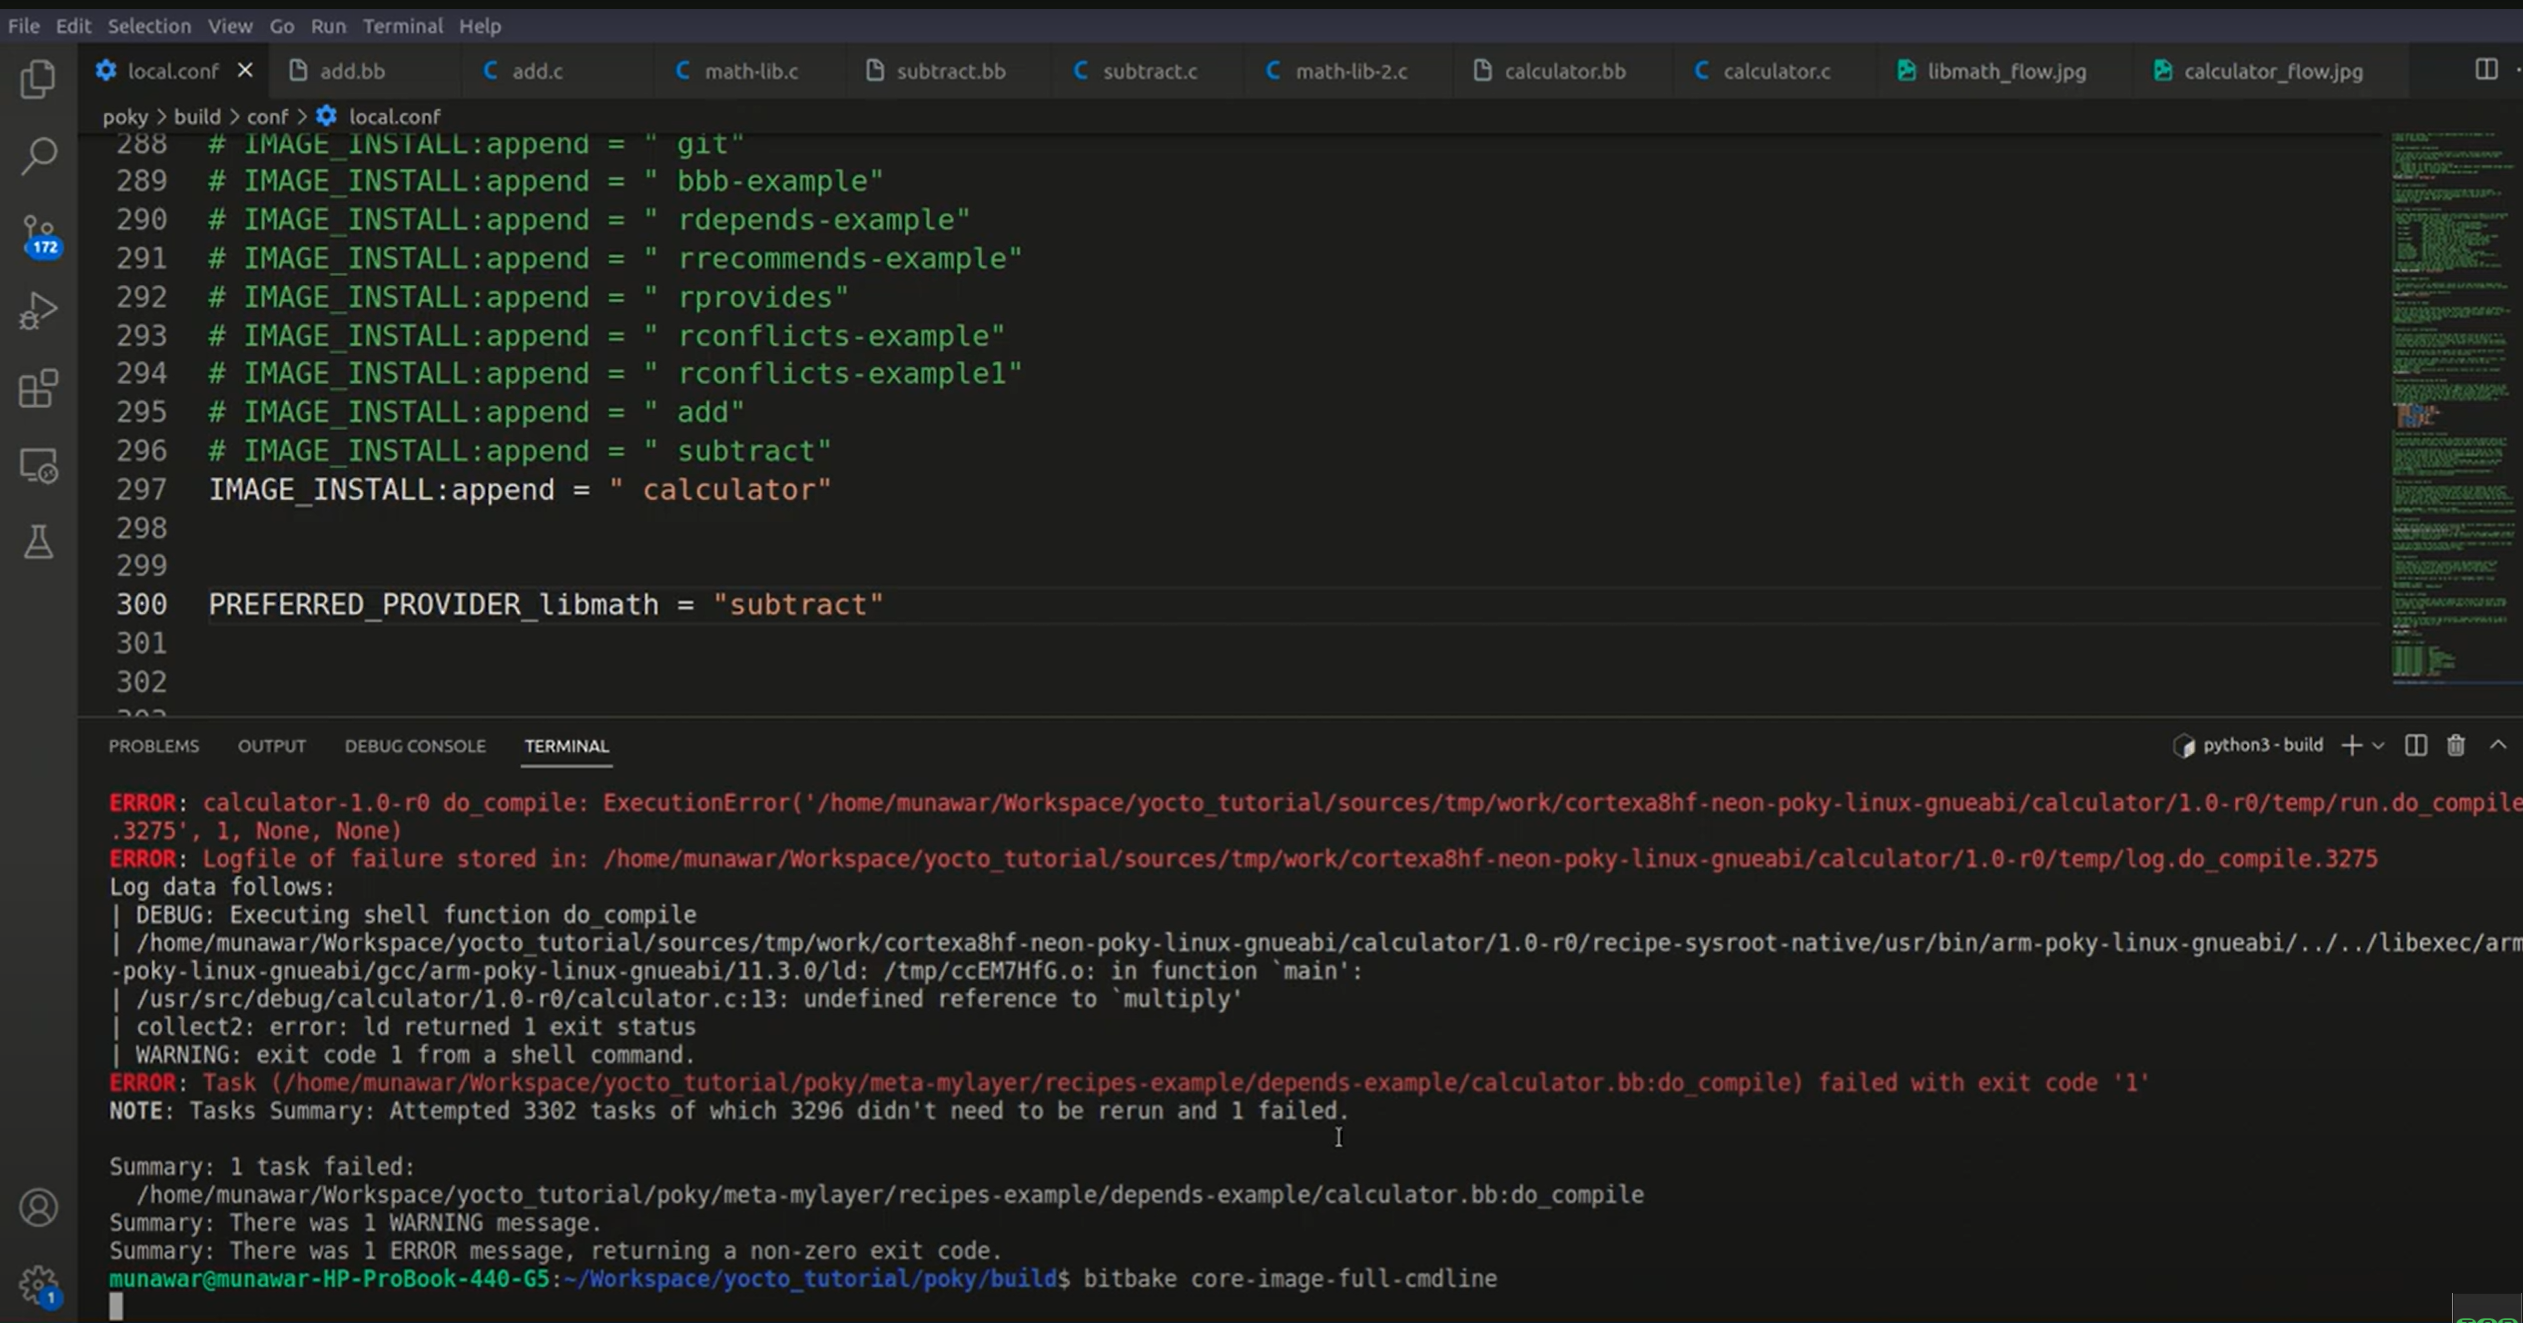 File Edit Selection View Go Run Terminal Help
local.conf add.bb add.c math-lib.c subtract.bb subtract.c math-lib-2.c calculator.bb calculator.c libmath_flow.jpg calculator_flow.jpg
poky > build > conf > local.conf
288 # IMAGE_INSTALL:append = " git"
289 # IMAGE_INSTALL:append = " bbb-example"
290 # IMAGE_INSTALL:append = " rdepends-example"
291 # IMAGE_INSTALL:append = " rrecommends-example"
292 # IMAGE_INSTALL:append = " rprovides"
293 # IMAGE_INSTALL:append = " rconflicts-example"
294 # IMAGE_INSTALL:append = " rconflicts-example1"
295 # IMAGE_INSTALL:append = " add"
296 # IMAGE_INSTALL:append = " subtract"
297 IMAGE_INSTALL:append = " calculator"
298
299
300 PREFERRED_PROVIDER_libmath = "subtract"
301
302
172
PROBLEMS OUTPUT DEBUG CONSOLE TERMINAL python3 - build
ERROR: calculator-1.0-r0 do_compile: ExecutionError('/home/munawar/Workspace/yocto_tutorial/sources/tmp/work/cortexa8hf-neon-poky-linux-gnueabi/calculator/1.0-r0/temp/run.do_compile
.3275', 1, None, None)
ERROR: Logfile of failure stored in: /home/munawar/Workspace/yocto_tutorial/sources/tmp/work/cortexa8hf-neon-poky-linux-gnueabi/calculator/1.0-r0/temp/log.do_compile.3275
Log data follows:
| DEBUG: Executing shell function do_compile
| /home/munawar/Workspace/yocto_tutorial/sources/tmp/work/cortexa8hf-neon-poky-linux-gnueabi/calculator/1.0-r0/recipe-sysroot-native/usr/bin/arm-poky-linux-gnueabi/../../libexec/arm
-poky-linux-gnueabi/gcc/arm-poky-linux-gnueabi/11.3.0/ld: /tmp/ccEM7HfG.o: in function `main':
| /usr/src/debug/calculator/1.0-r0/calculator.c:13: undefined reference to `multiply'
| collect2: error: ld returned 1 exit status
| WARNING: exit code 1 from a shell command.
ERROR: Task (/home/munawar/Workspace/yocto_tutorial/poky/meta-mylayer/recipes-example/depends-example/calculator.bb:do_compile) failed with exit code '1'
NOTE: Tasks Summary: Attempted 3302 tasks of which 3296 didn't need to be rerun and 1 failed.
Summary: 1 task failed:
/home/munawar/Workspace/yocto_tutorial/poky/meta-mylayer/recipes-example/depends-example/calculator.bb:do_compile
Summary: There was 1 WARNING message.
Summary: There was 1 ERROR message, returning a non-zero exit code.
munawar@munawar-HP-ProBook-440-G5:~/Workspace/yocto_tutorial/poky/build$ bitbake core-image-full-cmdline
1